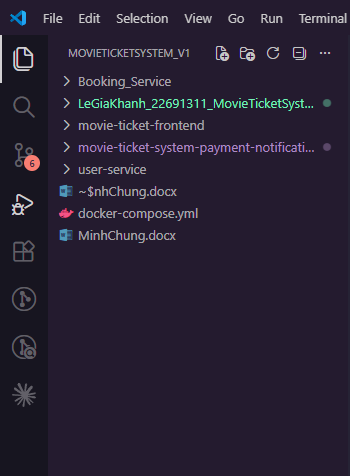 File Edit Selection View Go Run Terminal
MOVIETICKETSYSTEM_V1
Booking_Service
LeGiaKhanh_22691311_MovieTicketSyst...
movie-ticket-frontend
movie-ticket-system-payment-notificati...
user-service
~$nhChung.docx
docker-compose.yml
MinhChung.docx
6